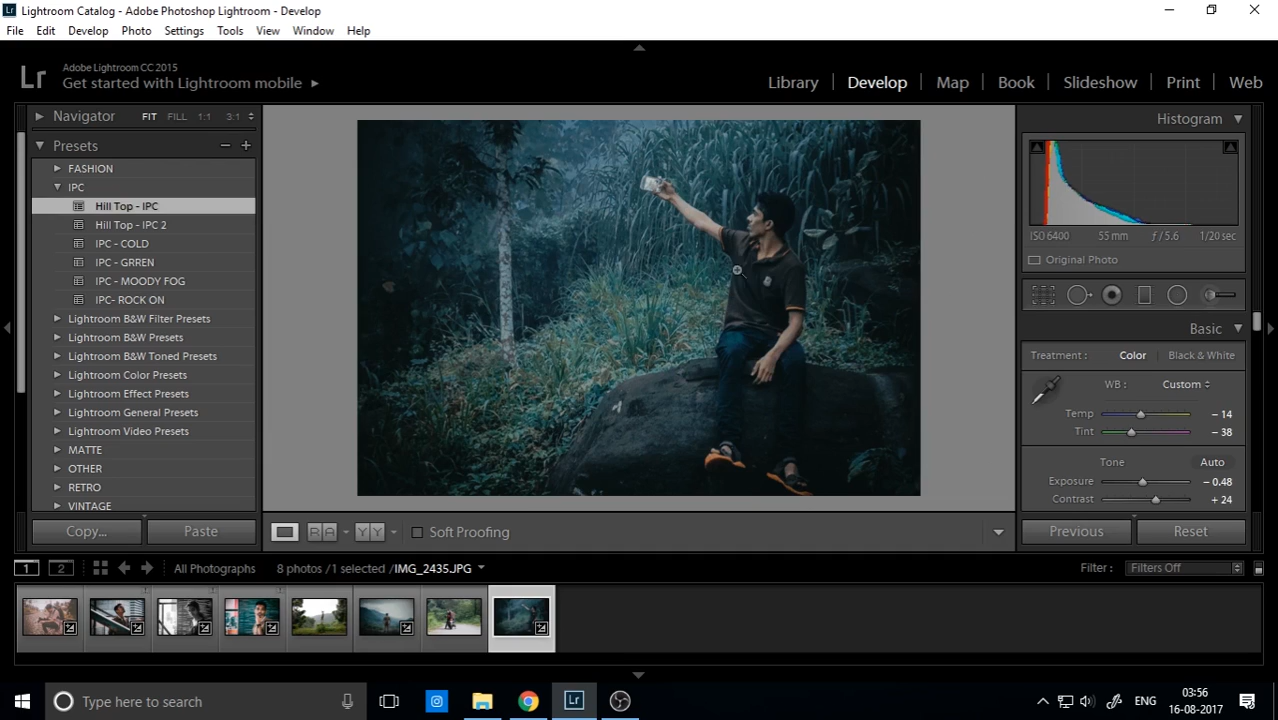 Lightroom Catalog - Adobe Photoshop Lightroom - Develop
File Edit Develop Photo Settings Tools View Window Help
Lr
Adobe Lightroom CC 2015
Get started with Lightroom mobile
Library Develop Map Book Slideshow Print Web
Navigator FIT FILL 1:1 3:1
Presets
FASHION
IPC
Hill Top - IPC
Hill Top - IPC 2
IPC - COLD
IPC - GRREN
IPC - MOODY FOG
IPC- ROCK ON
Lightroom B&W Filter Presets
Lightroom B&W Presets
Lightroom B&W Toned Presets
Lightroom Color Presets
Lightroom Effect Presets
Lightroom General Presets
Lightroom Video Presets
MATTE
OTHER
RETRO
VINTAGE
Copy... Paste
R A Y Y Soft Proofing
Histogram
ISO 6400 55 mm ƒ / 5.6 1/20 sec
Original Photo
Basic
Treatment : Color Black & White
WB : Custom
Temp - 14
Tint - 38
Tone Auto
Exposure - 0.48
Contrast + 24
Previous Reset
1 2 All Photographs 8 photos / 1 selected / IMG_2435.JPG Filter : Filters Off
Type here to search Lr ENG 03:56
16-08-2017